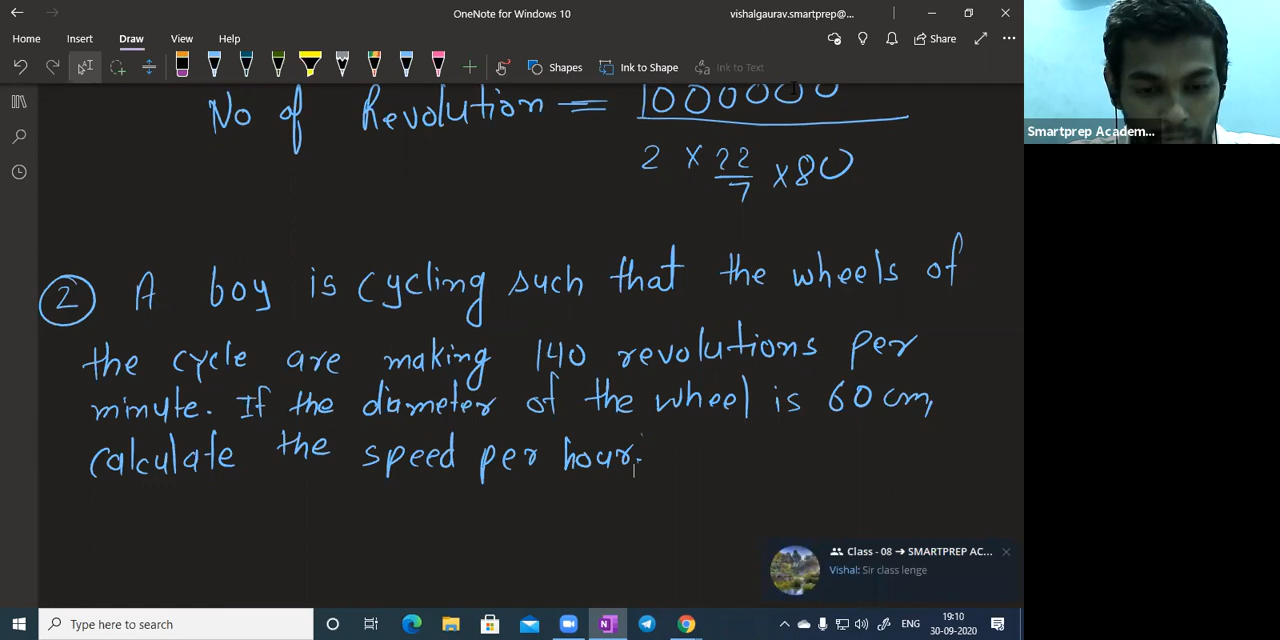 OneNote for Windows 10
vishalgaurav.smartprep@...
Home Insert Draw View Help
Share
Shapes Ink to Shape Ink to Text
No of Revolution = 1000000
2 × 22/7 × 80
Smartprep Academ...
2 A boy is cycling such that the wheels of
the cycle are making 140 revolutions per
minute. If the diameter of the wheel is 60 cm,
calculate the speed per hour.
Class - 08 → SMARTPREP AC...
Vishal: Sir class lenge
Type here to search
ENG
19:10
30-09-2020